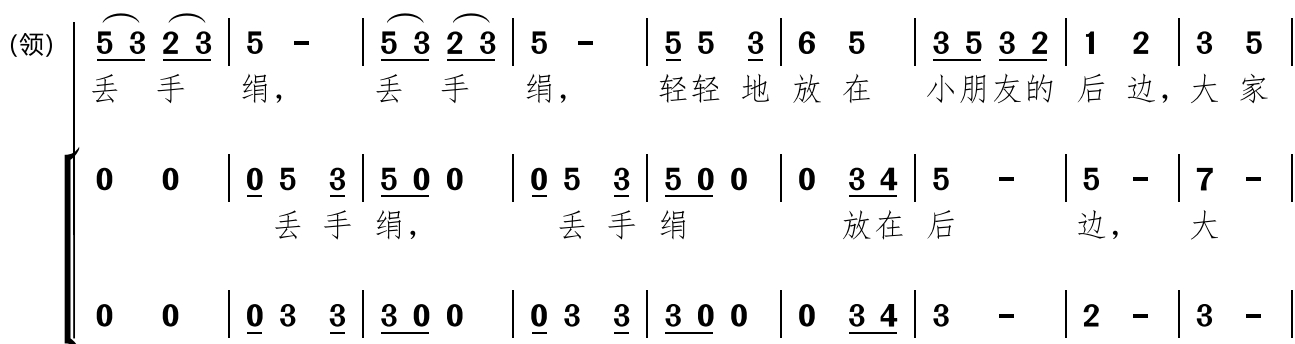 (领) 5 3 2 3 | 5 – | 5 3 2 3 | 5 – | 5 5 3 | 6 5 | 3 5 3 2 | 1 2 | 3 5 |
丢 手 绢， 丢 手 绢， 轻轻 地 放 在 小朋友的 后 边，大 家
0 0 | 0 5 3 | 5 0 0 | 0 5 3 | 5 0 0 | 0 3 4 | 5 – | 5 – | 7 – |
丢 手 绢， 丢 手 绢 放在 后 边， 大
0 0 | 0 3 3 | 3 0 0 | 0 3 3 | 3 0 0 | 0 3 4 | 3 – | 2 – | 3 – |